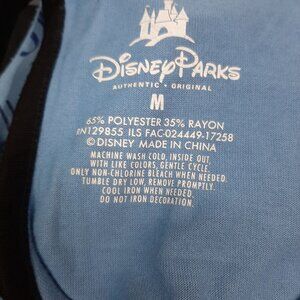 Disney Parks
AUTHENTIC • ORIGINAL
M
65% POLYESTER 35% RAYON
RN129855 ILS FAC-024449-17258
© DISNEY MADE IN CHINA
MACHINE WASH COLD, INSIDE OUT,
WITH LIKE COLORS, GENTLE CYCLE.
ONLY NON-CHLORINE BLEACH WHEN NEEDED.
TUMBLE DRY LOW, REMOVE PROMPTLY.
COOL IRON WHEN NEEDED.
DO NOT IRON DECORATION.